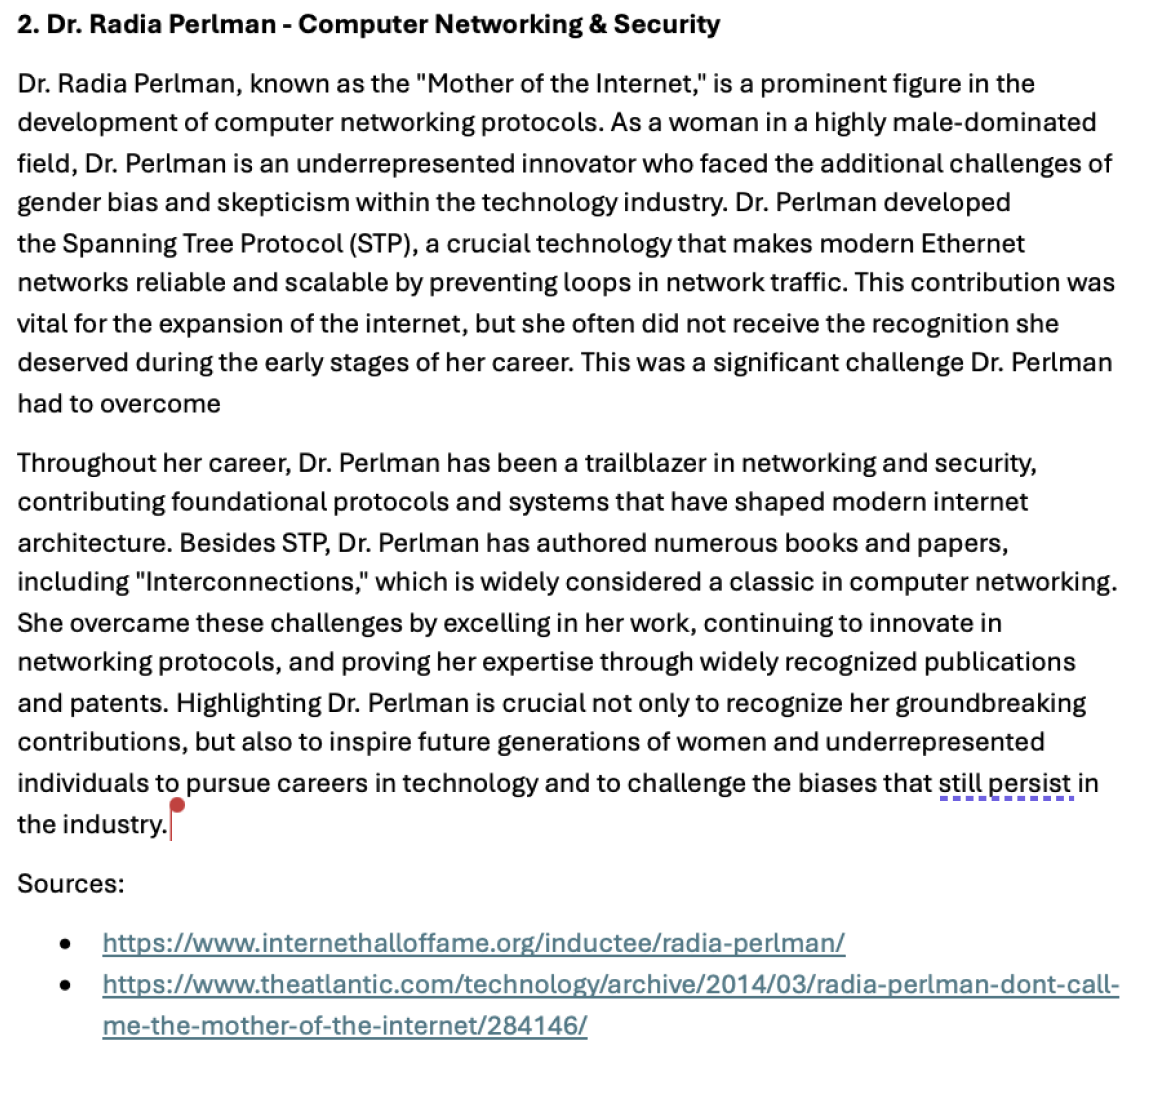 2. Dr. Radia Perlman - Computer Networking & Security
Dr. Radia Perlman, known as the "Mother of the Internet," is a prominent figure in the
development of computer networking protocols. As a woman in a highly male-dominated
field, Dr. Perlman is an underrepresented innovator who faced the additional challenges of
gender bias and skepticism within the technology industry. Dr. Perlman developed
the Spanning Tree Protocol (STP), a crucial technology that makes modern Ethernet
networks reliable and scalable by preventing loops in network traffic. This contribution was
vital for the expansion of the internet, but she often did not receive the recognition she
deserved during the early stages of her career. This was a significant challenge Dr. Perlman
had to overcome
Throughout her career, Dr. Perlman has been a trailblazer in networking and security,
contributing foundational protocols and systems that have shaped modern internet
architecture. Besides STP, Dr. Perlman has authored numerous books and papers,
including "Interconnections," which is widely considered a classic in computer networking.
She overcame these challenges by excelling in her work, continuing to innovate in
networking protocols, and proving her expertise through widely recognized publications
and patents. Highlighting Dr. Perlman is crucial not only to recognize her groundbreaking
contributions, but also to inspire future generations of women and underrepresented
individuals to pursue careers in technology and to challenge the biases that still persist in
the industry.
Sources:
• https://www.internethalloffame.org/inductee/radia-perlman/
• https://www.theatlantic.com/technology/archive/2014/03/radia-perlman-dont-call-
me-the-mother-of-the-internet/284146/